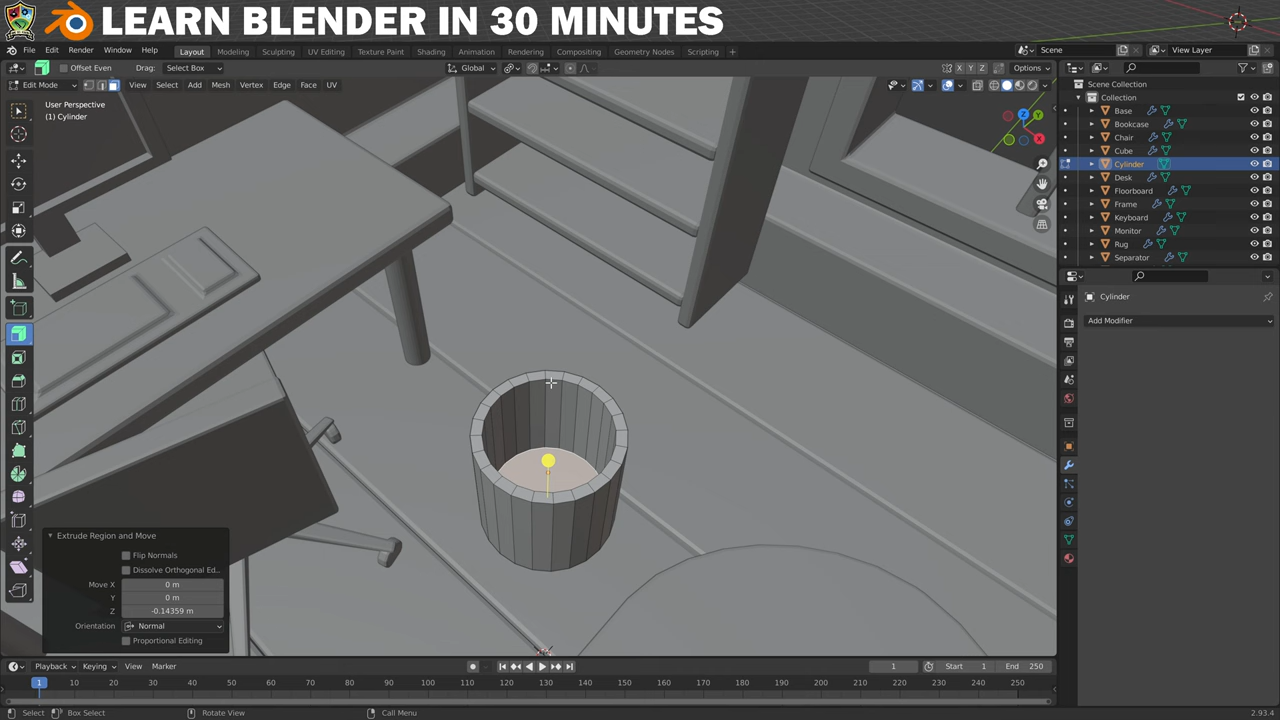 LEARN BLENDER IN 30 MINUTES
File Edit Render Window Help
Layout Modeling Sculpting UV Editing Texture Paint Shading Animation Rendering Compositing Geometry Nodes Scripting +
Scene
View Layer
Offset Even Drag: Select Box
Global
X Y Z
Options
Edit Mode View Select Add Mesh Vertex Edge Face UV
User Perspective
(1) Cylinder
Z
Y
X
Scene Collection
Collection
Base
Bookcase
Chair
Cube
Cylinder
Desk
Floorboard
Frame
Keyboard
Monitor
Rug
Separator
Cylinder
Add Modifier
Extrude Region and Move
Flip Normals
Dissolve Orthogonal Ed...
Move X 0 m
Y 0 m
Z -0.14359 m
Orientation Normal
Proportional Editing
Playback Keying View Marker
1
Start 1 End 250
1 10 20 30 40 50 60 70 80 90 100 110 120 130 140 150 160 170 180 190 200 210 220 230 240 250
Select Box Select Rotate View Call Menu
2.93.4